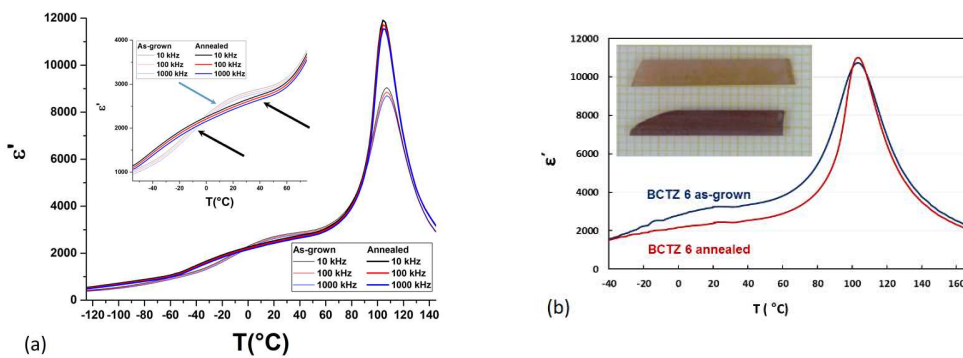 12000
10000
8000
6000
4000
2000
0
ε'
-120 -100 -80 -60 -40 -20 0 20 40 60 80 100 120 140
T(°C)
(a)
4000
3000
2000
1000
ε'
-40 -20 0 20 40 60
T(°C)
As-grown Annealed
10 kHz 10 kHz
100 kHz 100 kHz
1000 kHz 1000 kHz
As-grown Annealed
10 kHz 10 kHz
100 kHz 100 kHz
1000 kHz 1000 kHz
12000
10000
8000
6000
4000
2000
0
ε′
BCTZ 6 as-grown
BCTZ 6 annealed
-40 -20 0 20 40 60 80 100 120 140 160
T ( °C)
(b)